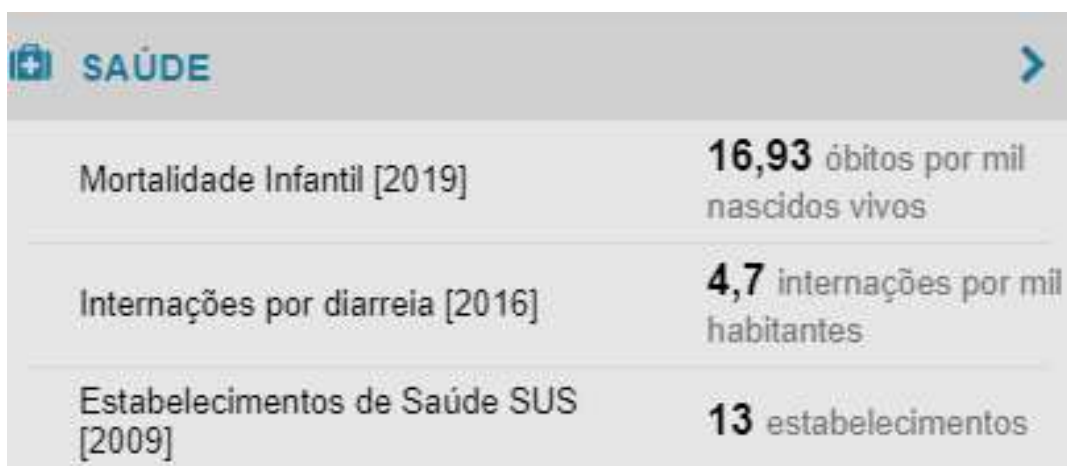 SAÚDE
Mortalidade Infantil [2019]
16,93 óbitos por mil
nascidos vivos
Internações por diarreia [2016]
4,7 internações por mil
habitantes
Estabelecimentos de Saúde SUS
[2009]
13 estabelecimentos